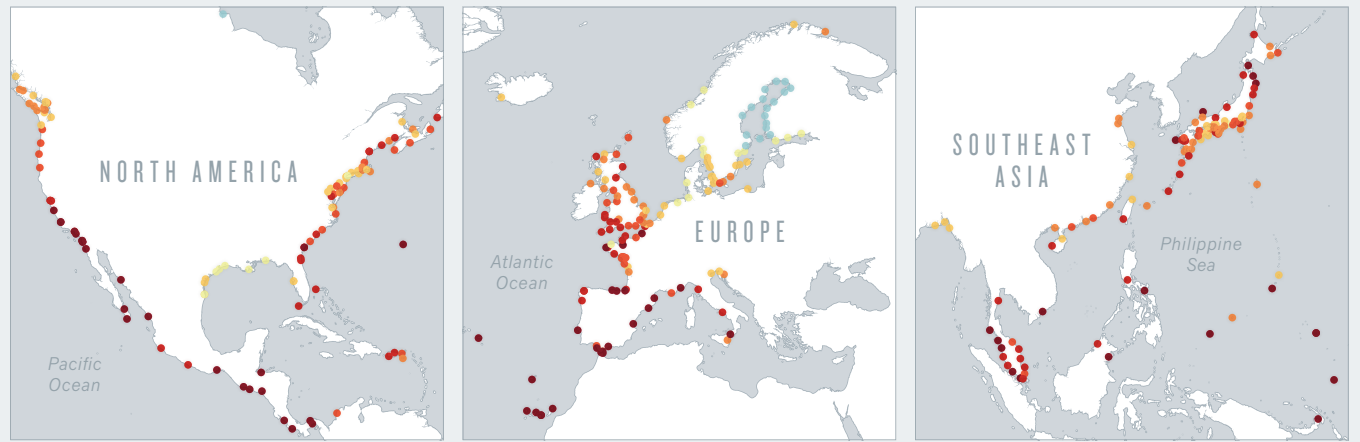 NORTH AMERICA
Pacific
Ocean
EUROPE
Atlantic
Ocean
SOUTHEAST
ASIA
Philippine
Sea